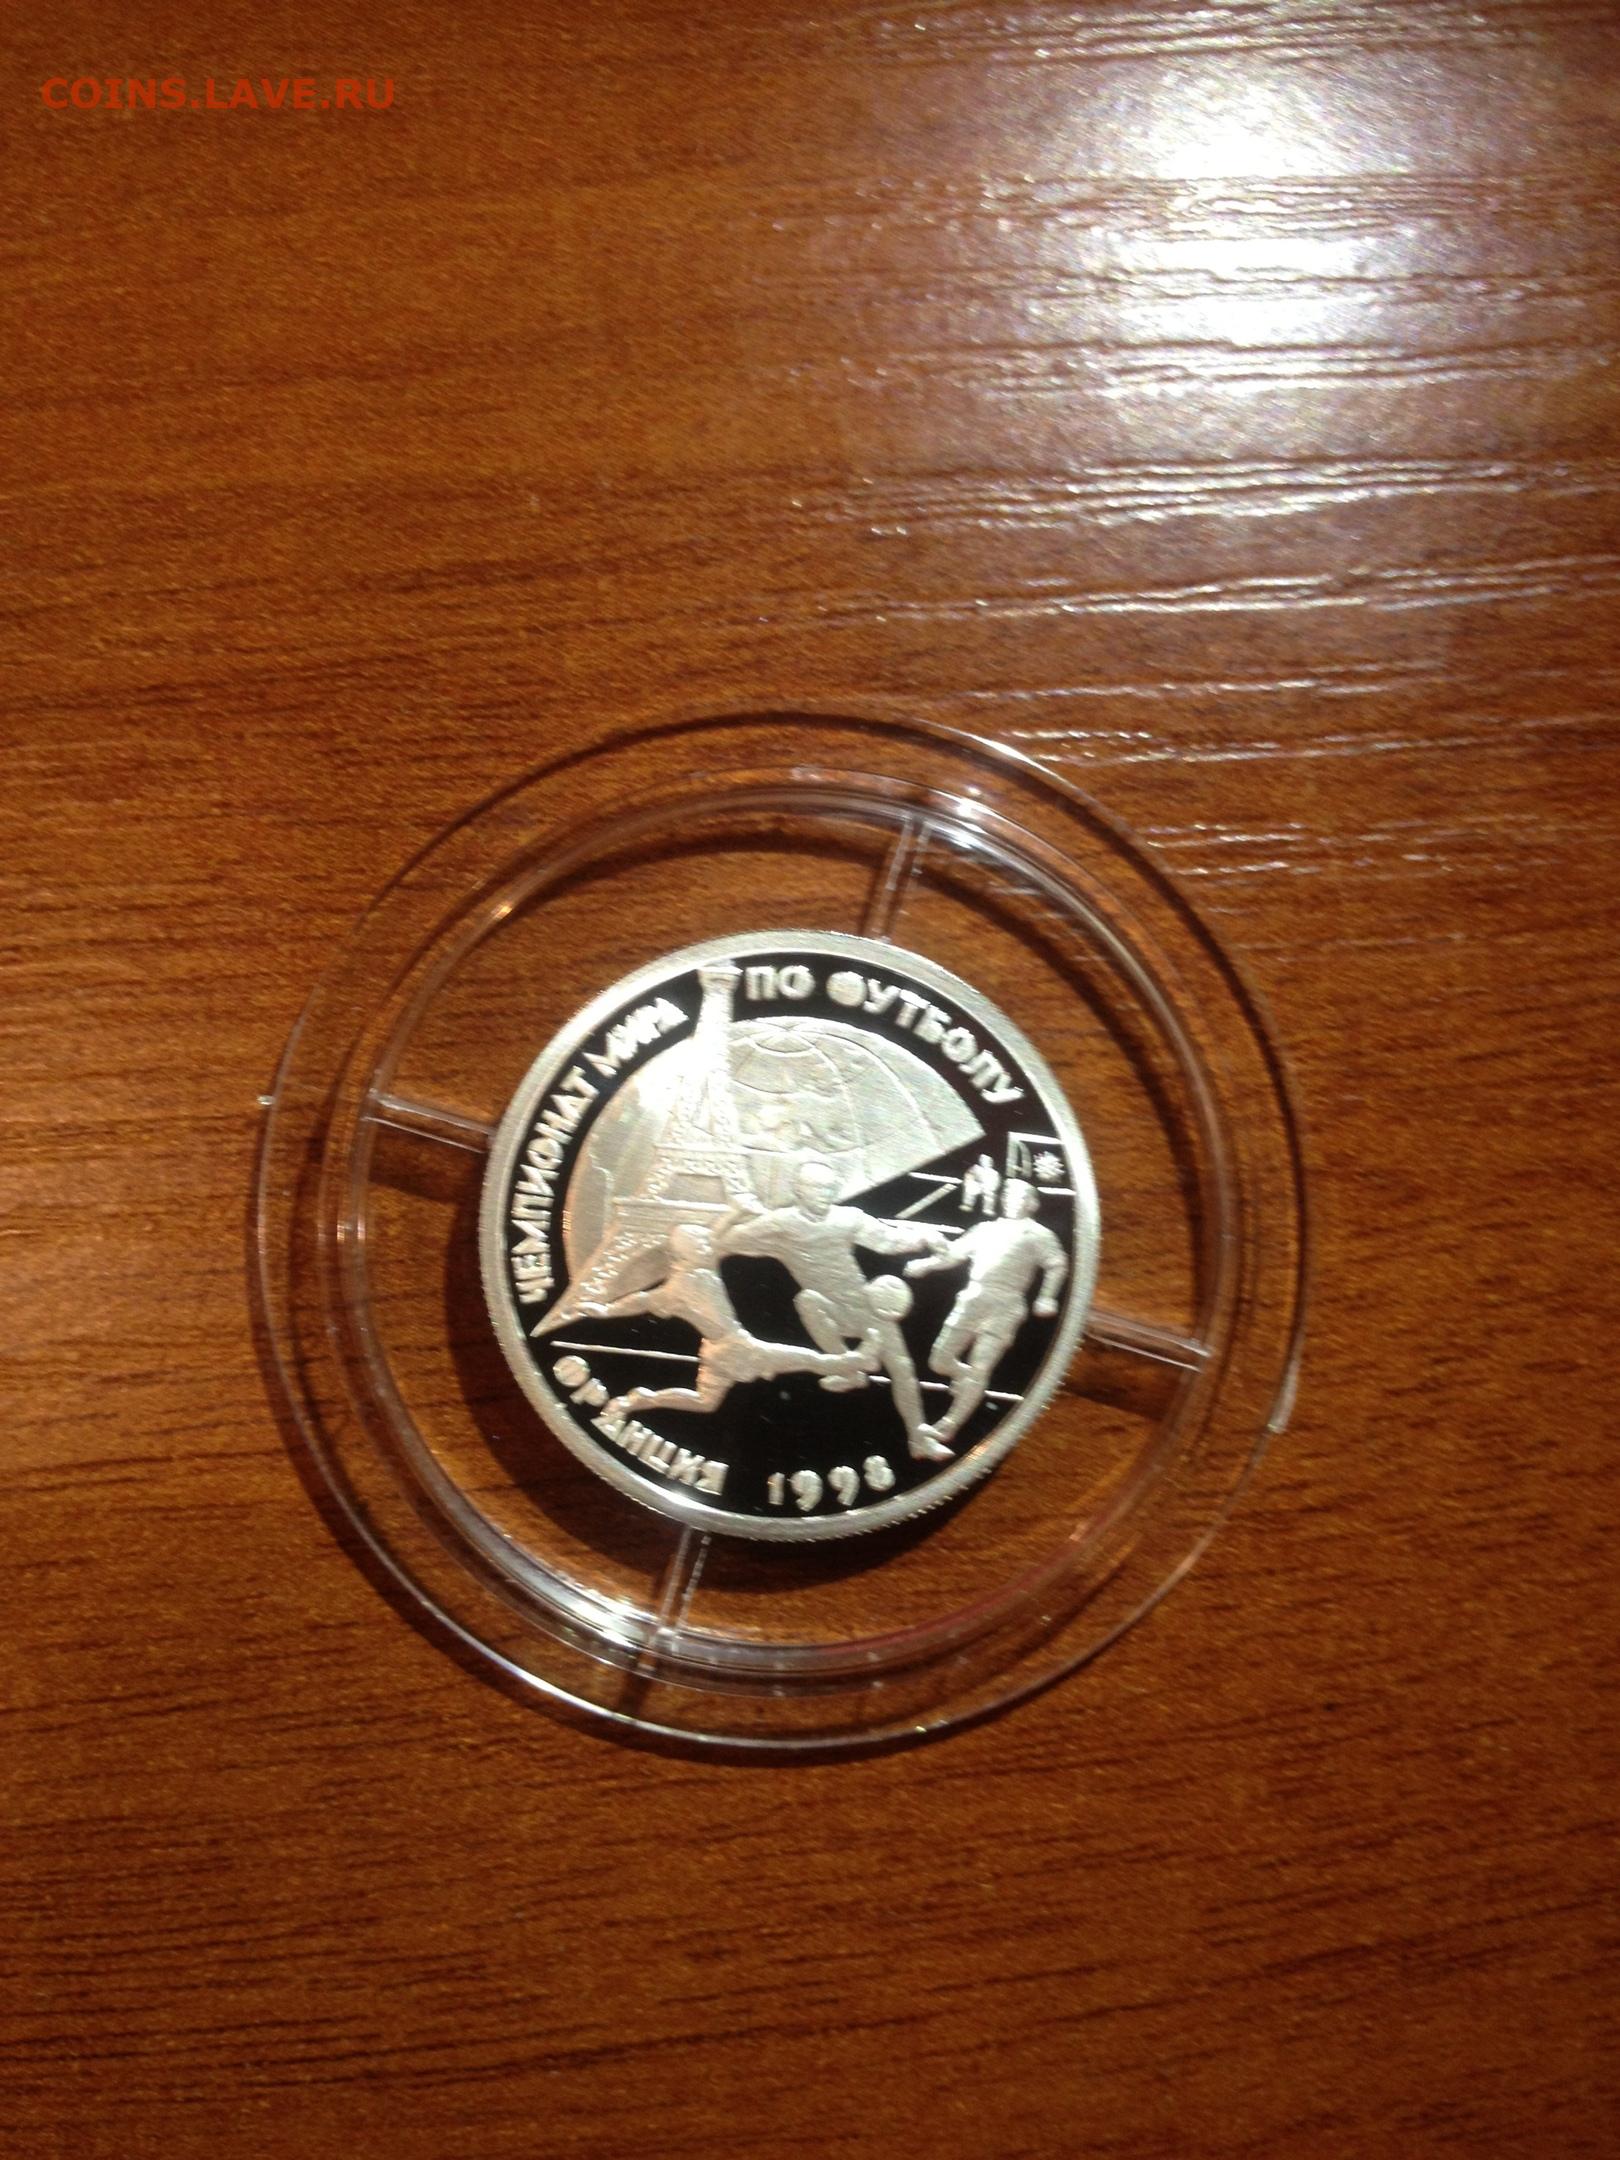 COINS.LAVE.RU
ЧЕМПИОНАТ МИРА ПО ФУТБОЛУ
ФРАНЦИЯ 1998